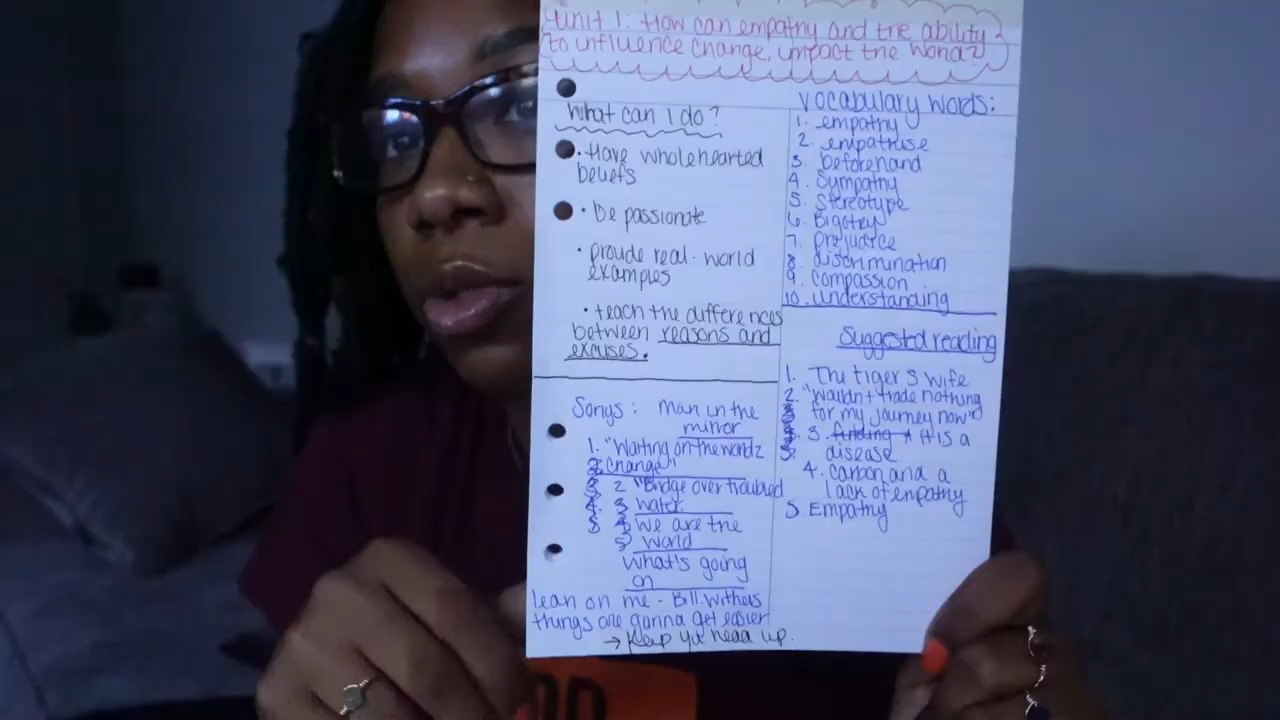 Unit 1: How can empathy and the ability
to influence change, impact the world?
What can I do?
• Have wholehearted
beliefs
• be passionate
• provide real-world
examples
• teach the differences
between reasons and
excuses.
Vocabulary words:
1. empathy
2. empathise
3. beforehand
4. Sympathy
5. Stereotype
6. Bigotry
7. prejudice
8. discrimination
9. compassion
10. understanding
Suggested reading
1. The tiger's wife
2. "Wouldn't trade nothing
for my journey now"
3. finding it is a
disease
4. carbon and a
lack of empathy
5 Empathy
Songs: Man in the
mirror
1. "Waiting on the world 2
change"
2 "Bridge over troubled
3 water
4 we are the
5 world
what's going
on
lean on me - Bill Withers
things are gonna get easier
→ Keep ya head up.